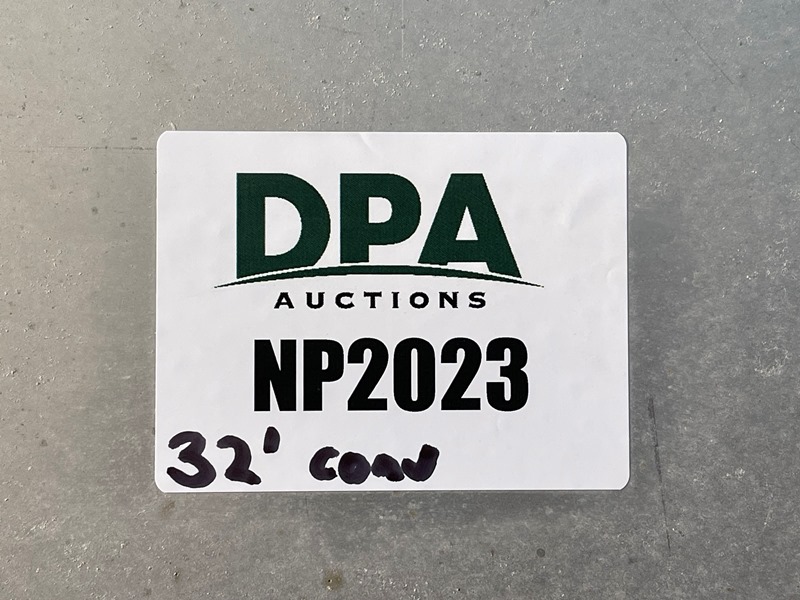 DPA
AUCTIONS
NP2023
32' conv